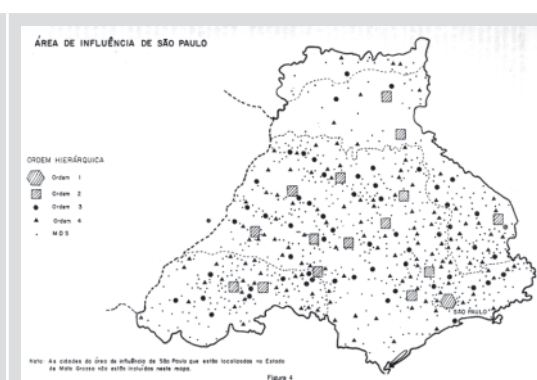 ÁREA DE INFLUÊNCIA DE SÃO PAULO
ORDEM HIERÁRQUICA
Ordem 1
Ordem 2
Ordem 3
Ordem 4
M D S
SÃO PAULO
Nota: As cidades da área de influência de São Paulo que estão localizadas no Estado
de Mato Grosso não estão incluídas neste mapa.
Figura 4